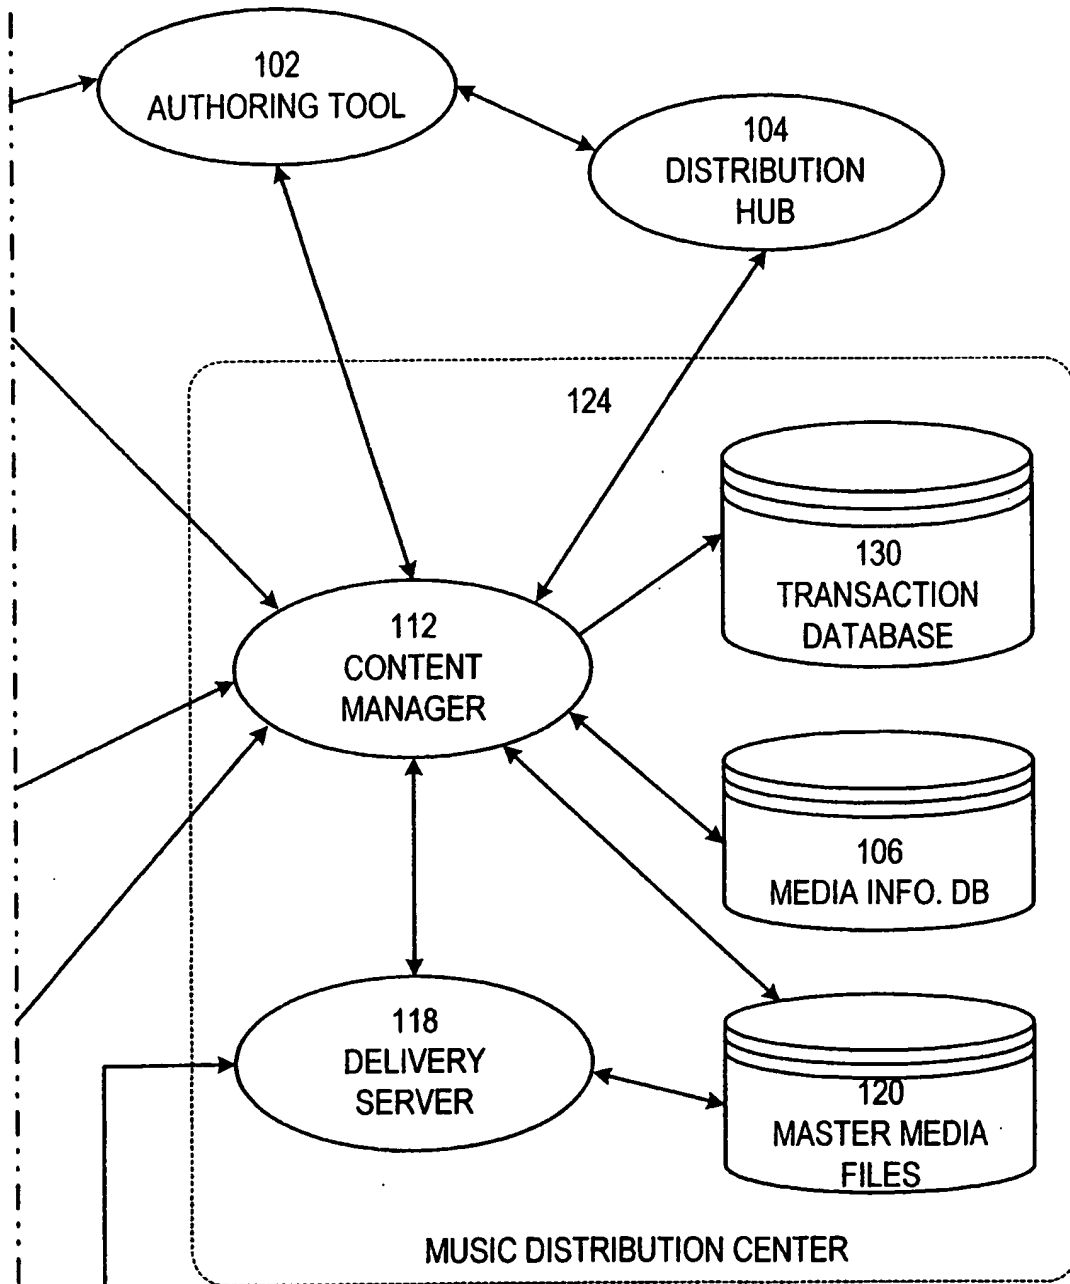 102
AUTHORING TOOL
104
DISTRIBUTION
HUB
124
130
TRANSACTION
DATABASE
112
CONTENT
MANAGER
106
MEDIA INFO. DB
118
DELIVERY
SERVER
120
MASTER MEDIA
FILES
MUSIC DISTRIBUTION CENTER